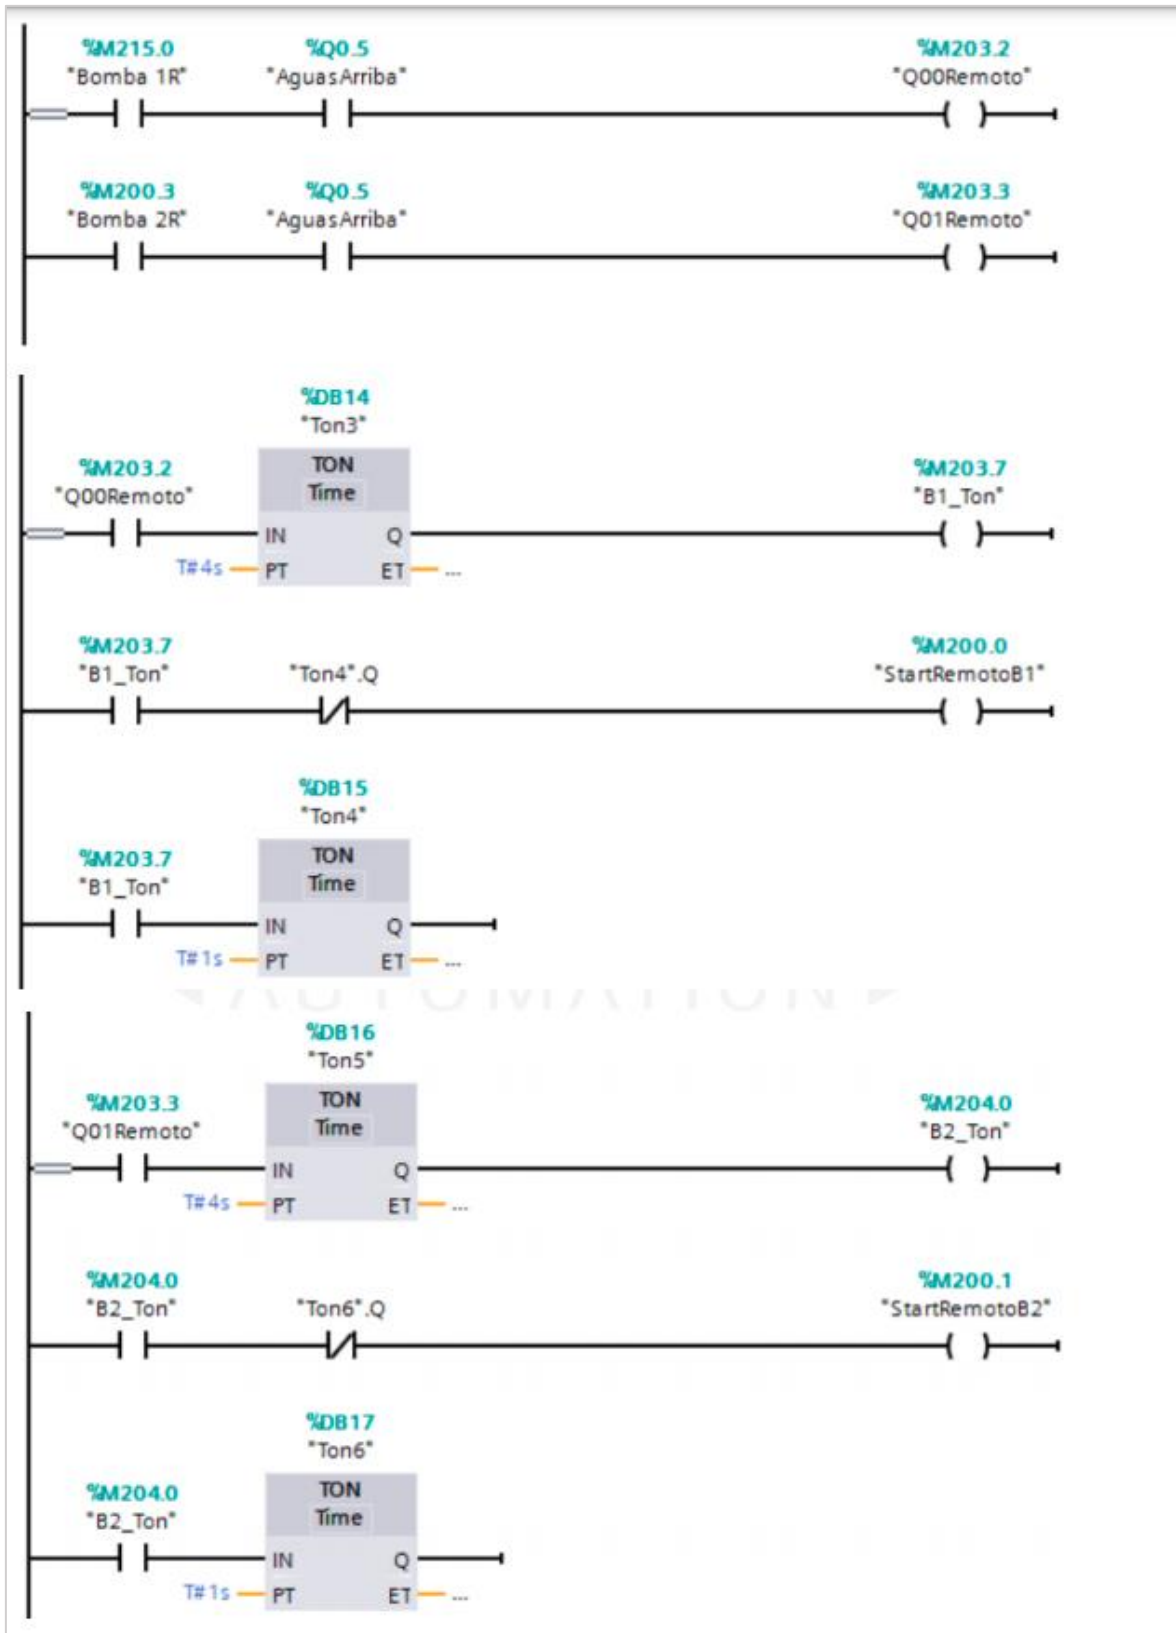 %M215.0 %Q0.5 %M203.2
"Bomba 1R" "AguasArriba" "Q00Remoto"
%M200.3 %Q0.5 %M203.3
"Bomba 2R" "AguasArriba" "Q01Remoto"
%DB14
"Ton3"
TON
%M203.2 Time %M203.7
"Q00Remoto" "B1_Ton"
IN Q
T#4s PT ET ...
%M203.7 %M200.0
"B1_Ton" "Ton4".Q "StartRemotoB1"
%DB15
"Ton4"
TON
%M203.7 Time
"B1_Ton"
IN Q
T#1s PT ET ...
AUTOMATION
%DB16
"Ton5"
%M203.3 TON %M204.0
"Q01Remoto" Time "B2_Ton"
IN Q
T#4s PT ET ...
%M204.0 %M200.1
"B2_Ton" "Ton6".Q "StartRemotoB2"
%DB17
"Ton6"
%M204.0 TON
"B2_Ton" Time
IN Q
T#1s PT ET ...